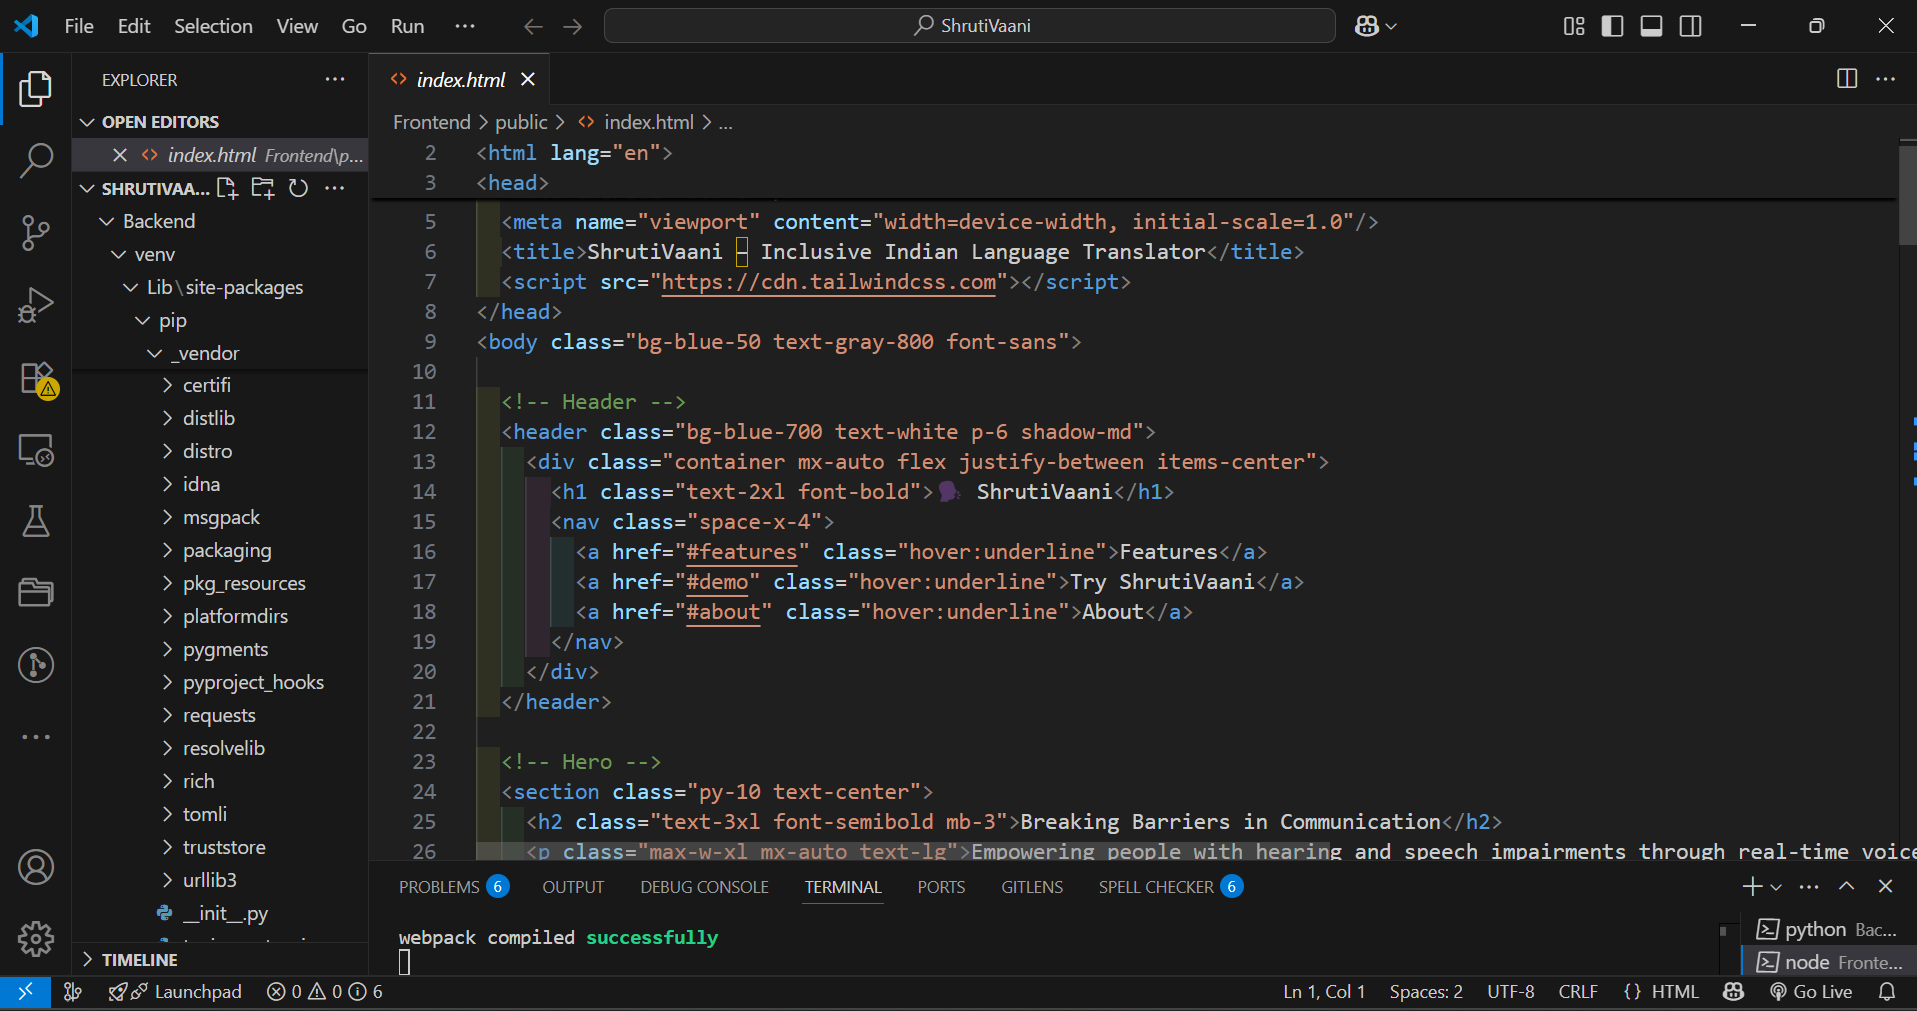 File Edit Selection View Go Run ··· ShrutiVaani
EXPLORER ···
OPEN EDITORS
index.html Frontend\p...
SHRUTIVAA... ···
Backend
venv
Lib\site-packages
pip
_vendor
certifi
distlib
distro
idna
msgpack
packaging
pkg_resources
platformdirs
pygments
pyproject_hooks
requests
resolvelib
rich
tomli
truststore
urllib3
__init__.py
TIMELINE
index.html
Frontend > public > index.html > ...
2 <html lang="en">
3 <head>
5 <meta name="viewport" content="width=device-width, initial-scale=1.0"/>
6 <title>ShrutiVaani – Inclusive Indian Language Translator</title>
7 <script src="https://cdn.tailwindcss.com"></script>
8 </head>
9 <body class="bg-blue-50 text-gray-800 font-sans">
10
11 <!-- Header -->
12 <header class="bg-blue-700 text-white p-6 shadow-md">
13 <div class="container mx-auto flex justify-between items-center">
14 <h1 class="text-2xl font-bold">🗣 ShrutiVaani</h1>
15 <nav class="space-x-4">
16 <a href="#features" class="hover:underline">Features</a>
17 <a href="#demo" class="hover:underline">Try ShrutiVaani</a>
18 <a href="#about" class="hover:underline">About</a>
19 </nav>
20 </div>
21 </header>
22
23 <!-- Hero -->
24 <section class="py-10 text-center">
25 <h2 class="text-3xl font-semibold mb-3">Breaking Barriers in Communication</h2>
26 <p class="max-w-xl mx-auto text-lg">Empowering people with hearing and speech impairments through real-time voice
PROBLEMS 6 OUTPUT DEBUG CONSOLE TERMINAL PORTS GITLENS SPELL CHECKER 6
webpack compiled successfully
python Bac...
node Fronte...
Launchpad 0 0 6 Ln 1, Col 1 Spaces: 2 UTF-8 CRLF {} HTML Go Live